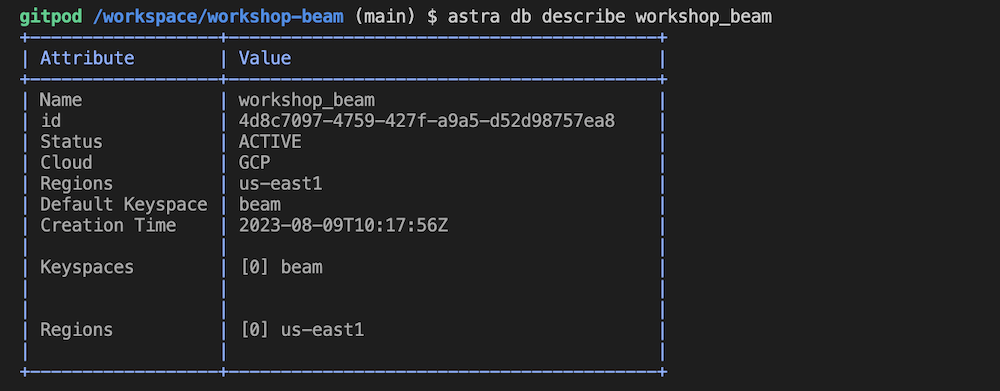 gitpod /workspace/workshop-beam (main) $ astra db describe workshop_beam
Attribute Value
Name workshop_beam
id 4d8c7097-4759-427f-a9a5-d52d98757ea8
Status ACTIVE
Cloud GCP
Regions us-east1
Default Keyspace beam
Creation Time 2023-08-09T10:17:56Z
Keyspaces [0] beam
Regions [0] us-east1